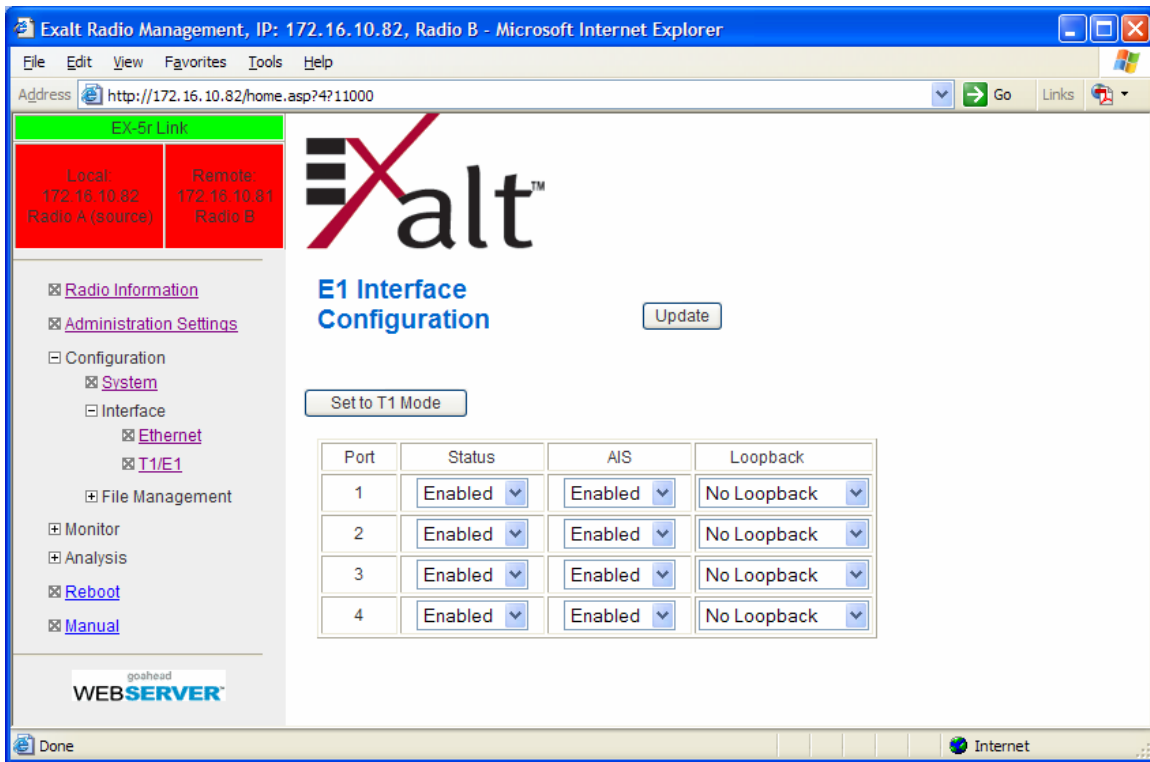 Exalt Radio Management, IP: 172.16.10.82, Radio B - Microsoft Internet Explorer
File Edit View Favorites Tools Help
Address http://172.16.10.82/home.asp?4?11000 Go Links
EX-5r Link
Local:
172.16.10.82
Radio A (source)
Remote:
172.16.10.81
Radio B
Radio Information
Administration Settings
Configuration
System
Interface
Ethernet
T1/E1
File Management
Monitor
Analysis
Reboot
Manual
goahead
WEBSERVER
Exalt™
E1 Interface
Configuration
Update
Set to T1 Mode
Port Status AIS Loopback
1 Enabled Enabled No Loopback
2 Enabled Enabled No Loopback
3 Enabled Enabled No Loopback
4 Enabled Enabled No Loopback
Done Internet